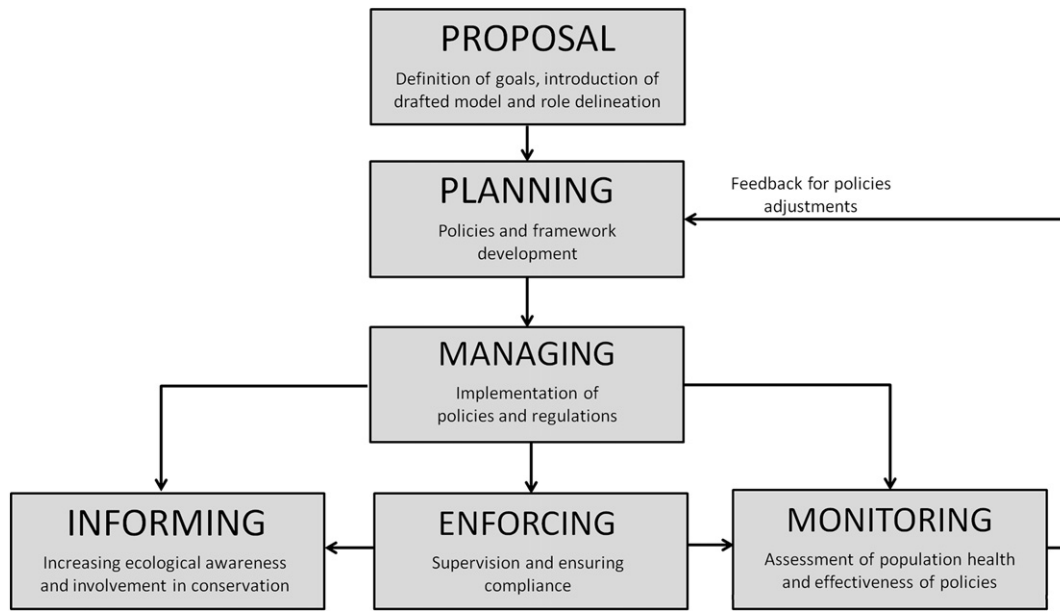 PROPOSAL
Definition of goals, introduction of
drafted model and role delineation
PLANNING
Policies and framework
development
Feedback for policies
adjustments
MANAGING
Implementation of
policies and regulations
INFORMING
Increasing ecological awareness
and involvement in conservation
ENFORCING
Supervision and ensuring
compliance
MONITORING
Assessment of population health
and effectiveness of policies